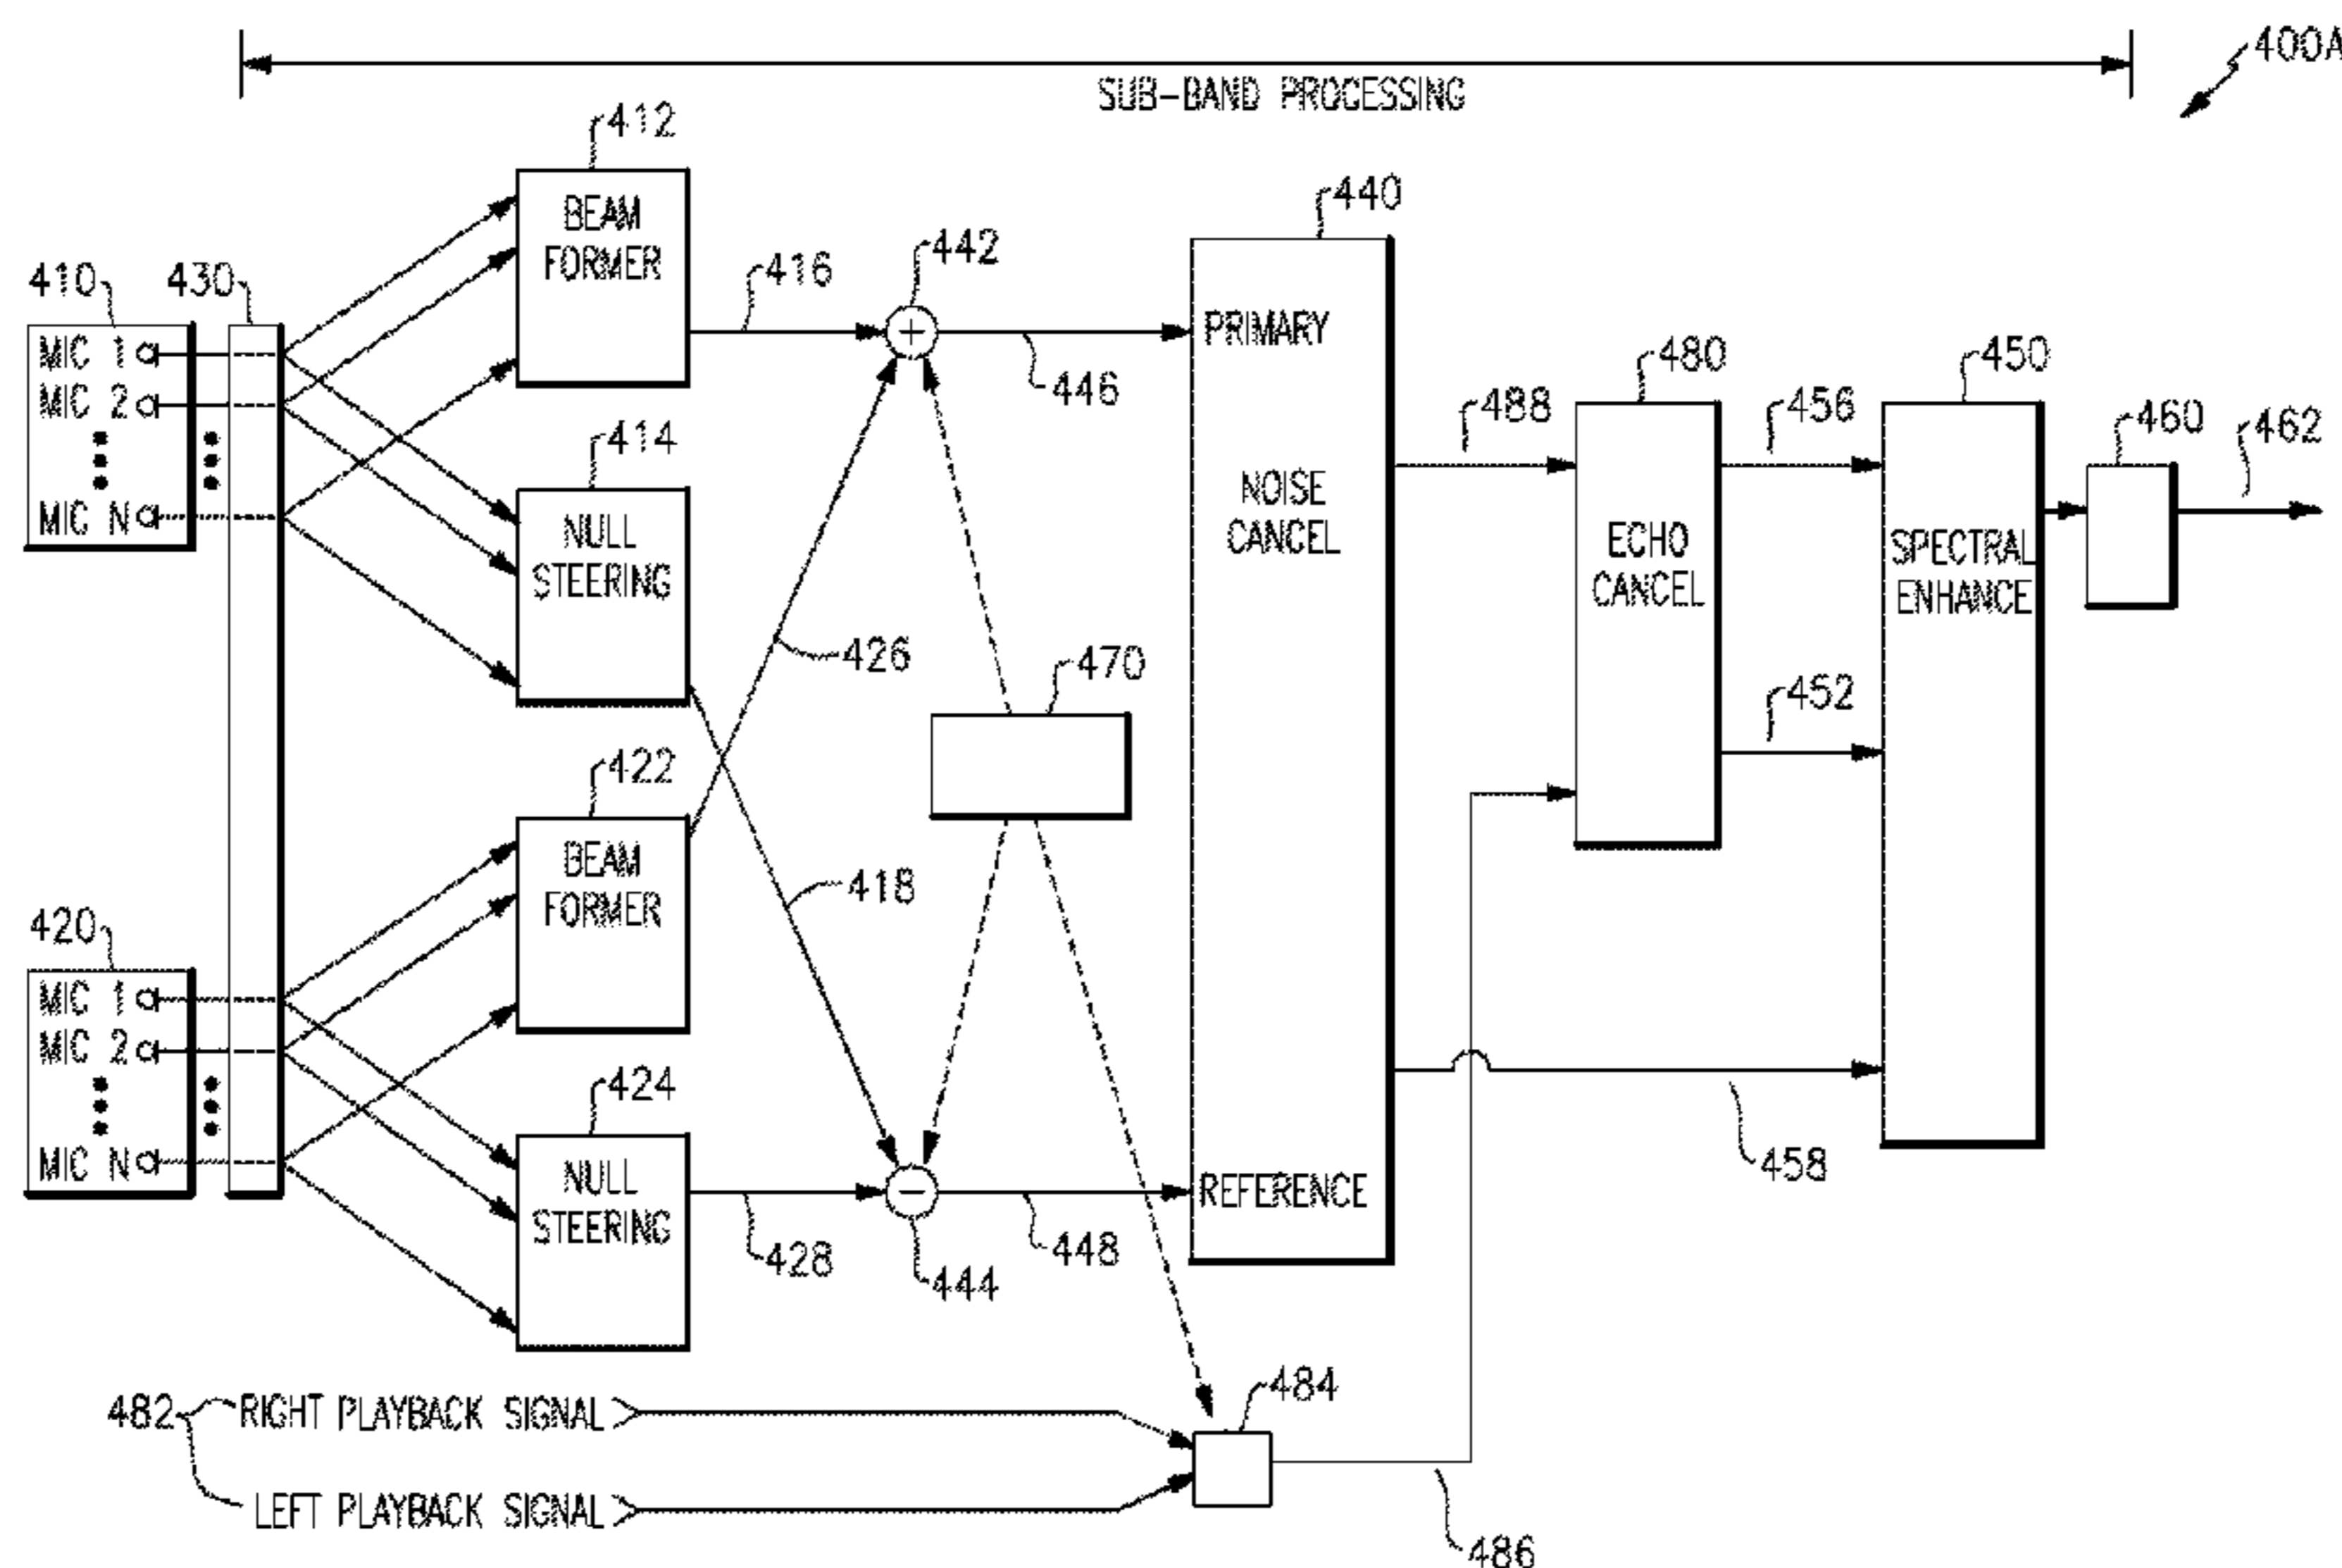 400A
SUB-BAND PROCESSING
412
BEAM
FORMER
410
430
MIC 1
MIC 2
MIC N
416
442
440
PRIMARY
446
414
NULL
STEERING
NOISE
CANCEL
488
480
ECHO
CANCEL
456
450
SPECTRAL
ENHANCE
460
462
426
470
452
422
BEAM
FORMER
418
420
MIC 1
MIC 2
MIC N
424
NULL
STEERING
428
444
448
REFERENCE
458
482
RIGHT PLAYBACK SIGNAL
LEFT PLAYBACK SIGNAL
484
486